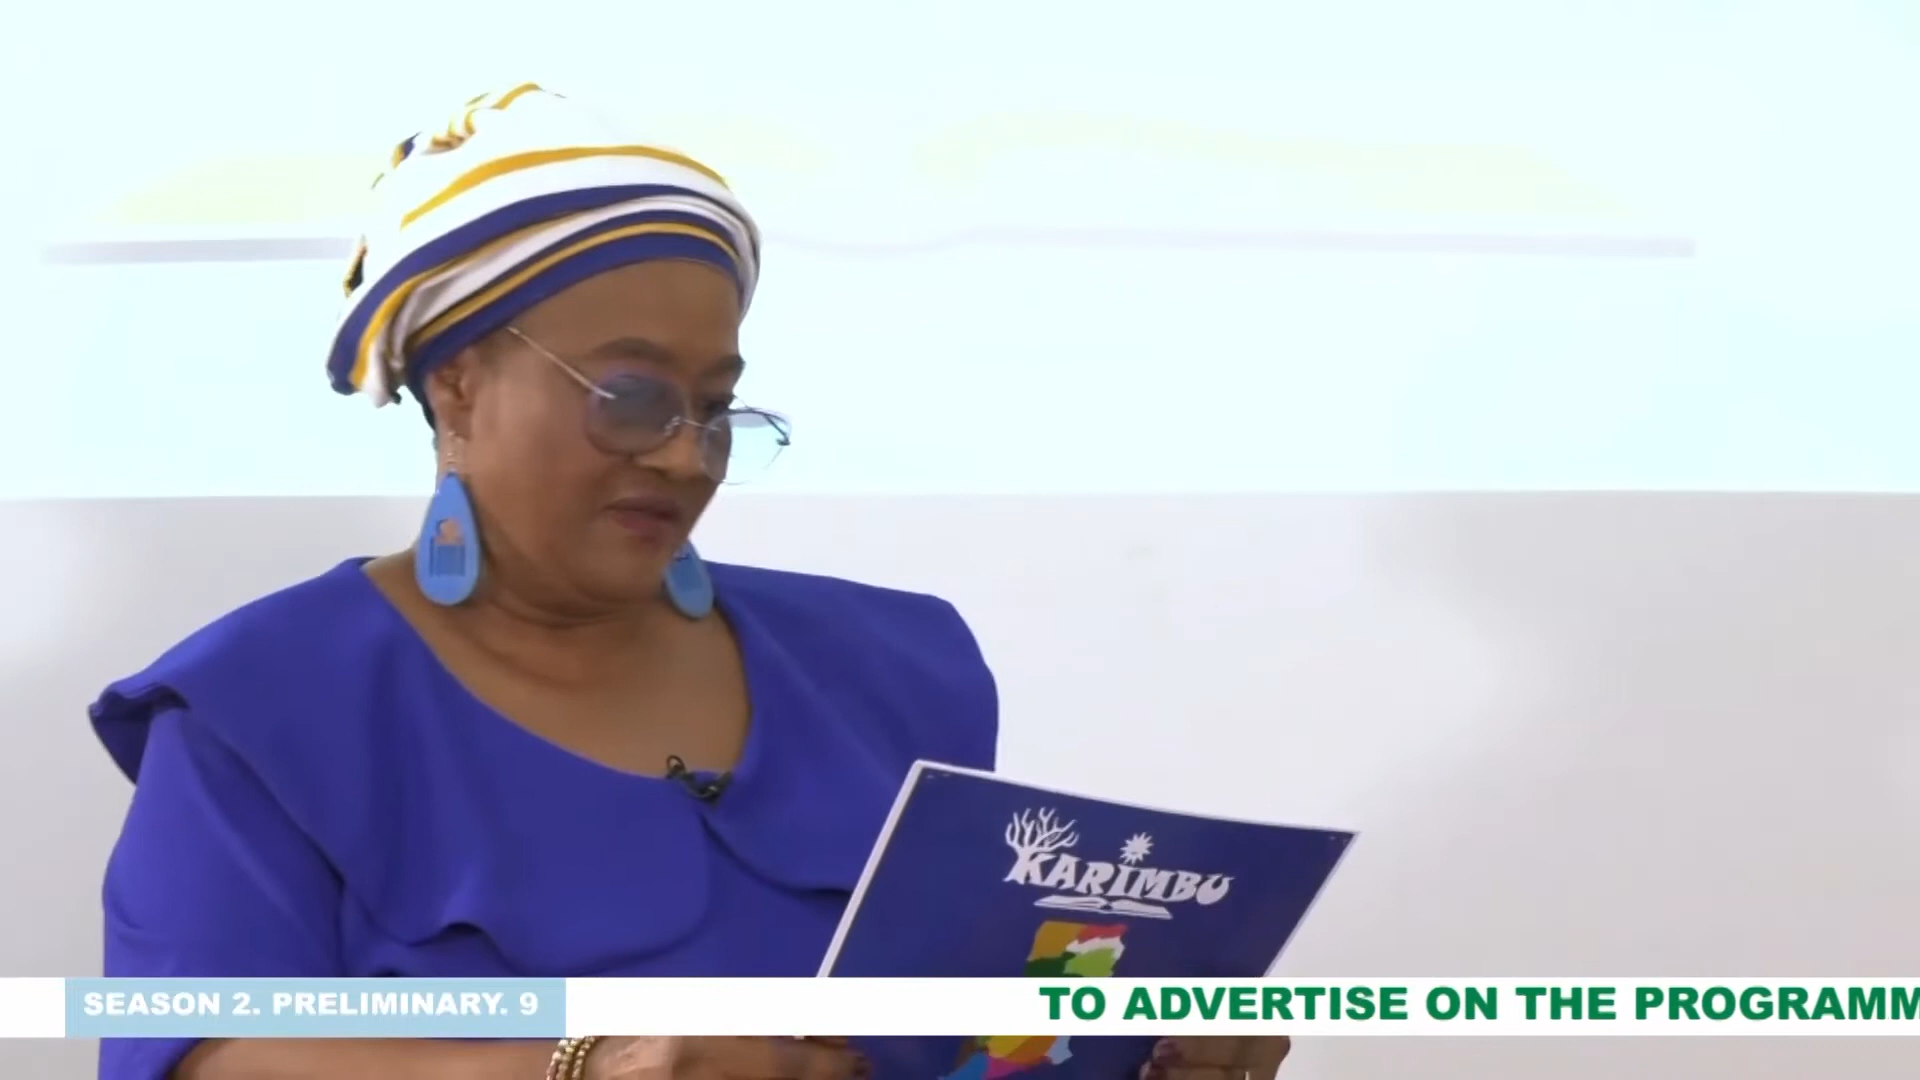 KARIMBU
SEASON 2. PRELIMINARY. 9
TO ADVERTISE ON THE PROGRAMM